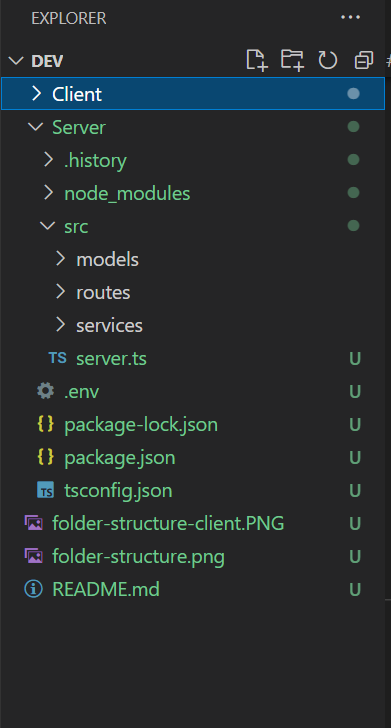 EXPLORER
DEV
Client
Server
.history
node_modules
src
models
routes
services
TS server.ts U
.env U
{} package-lock.json U
{} package.json U
TS tsconfig.json U
folder-structure-client.PNG U
folder-structure.png U
README.md U